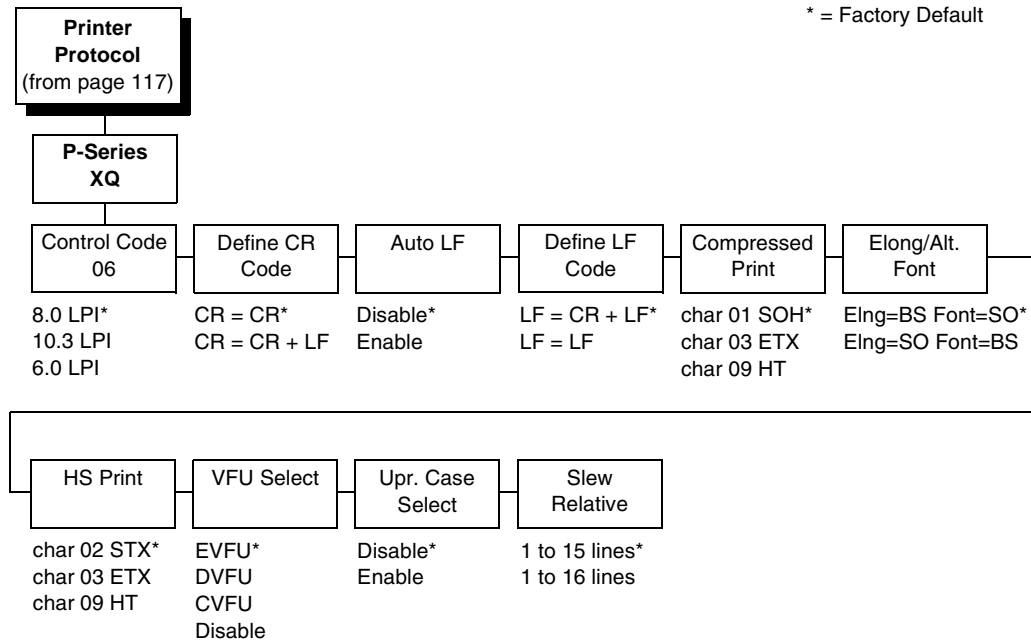 * = Factory Default
Printer
Protocol
(from page 117)
P-Series
XQ
Control Code
06
8.0 LPI*
10.3 LPI
6.0 LPI
Define CR
Code
CR = CR*
CR = CR + LF
Auto LF
Disable*
Enable
Define LF
Code
LF = CR + LF*
LF = LF
Compressed
Print
char 01 SOH*
char 03 ETX
char 09 HT
Elong/Alt.
Font
Elng=BS Font=SO*
Elng=SO Font=BS
HS Print
char 02 STX*
char 03 ETX
char 09 HT
VFU Select
EVFU*
DVFU
CVFU
Disable
Upr. Case
Select
Disable*
Enable
Slew
Relative
1 to 15 lines*
1 to 16 lines